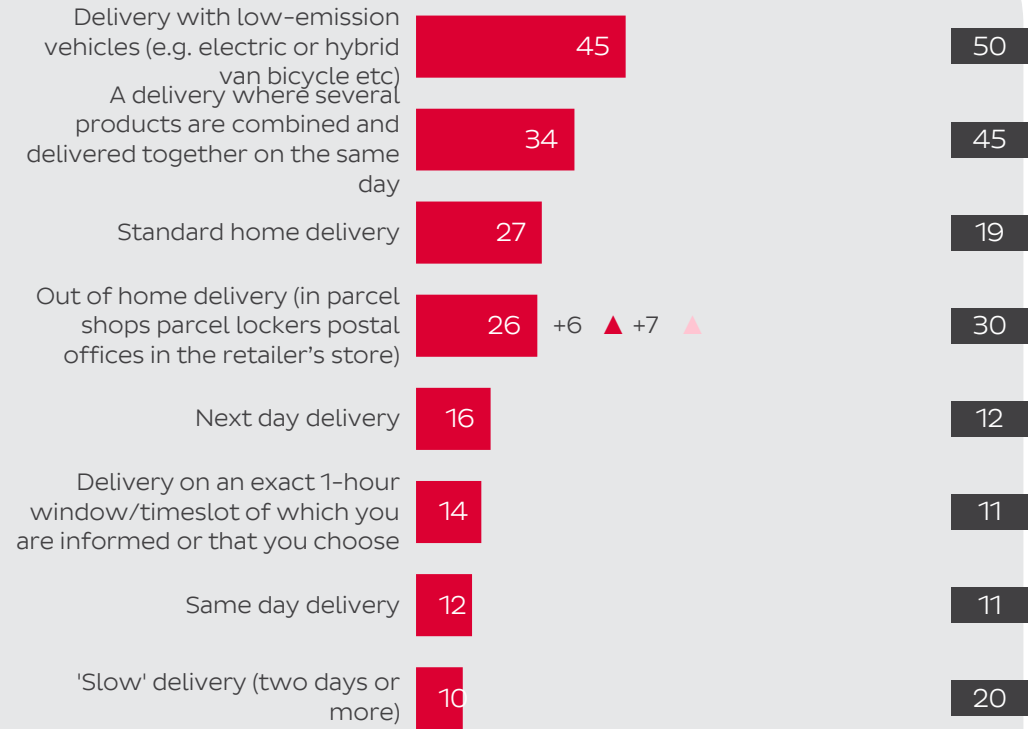 Delivery with low-emission
vehicles (e.g. electric or hybrid
van bicycle etc)
45
50
A delivery where several
products are combined and
delivered together on the same
day
34
45
Standard home delivery
27
19
Out of home delivery (in parcel
shops parcel lockers postal
offices in the retailer’s store)
26 +6 ▲ +7 ▲
30
Next day delivery
16
12
Delivery on an exact 1-hour
window/timeslot of which you
are informed or that you choose
14
11
Same day delivery
12
11
'Slow' delivery (two days or
more)
10
20